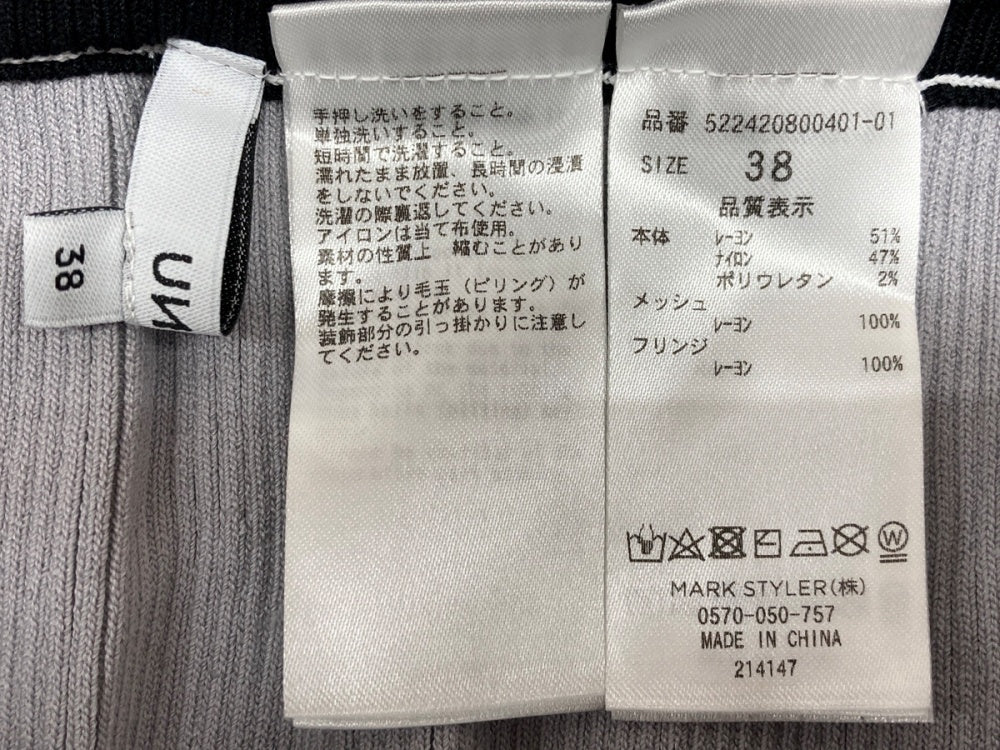 38
UN
手押し洗いをすること。
単独洗いすること。
短時間で洗濯すること。
濡れたまま放置、長時間の浸漬
をしないでください。
洗濯の際裏返してください。
アイロンは当て布使用。
素材の性質上 縮むことがあり
ます。
摩擦により毛玉(ピリング)が
発生することがあります。
装飾部分の引っ掛かりに注意し
てください。
品番 522420800401-01
SIZE 38
品質表示
本体 レーヨン 51%
ナイロン 47%
ポリウレタン 2%
メッシュ
レーヨン 100%
フリンジ
レーヨン 100%
W
MARK STYLER(株)
0570-050-757
MADE IN CHINA
214147